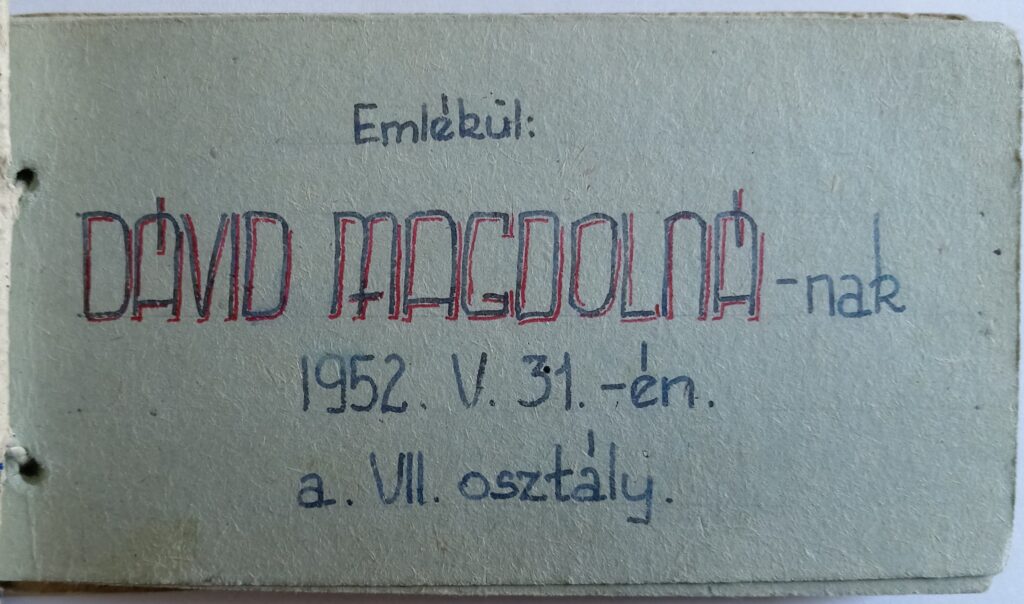 Emlékül:
DÁVID MAGDOLNÁ-nak
1952. V. 31.-én.
a. VII. osztály.